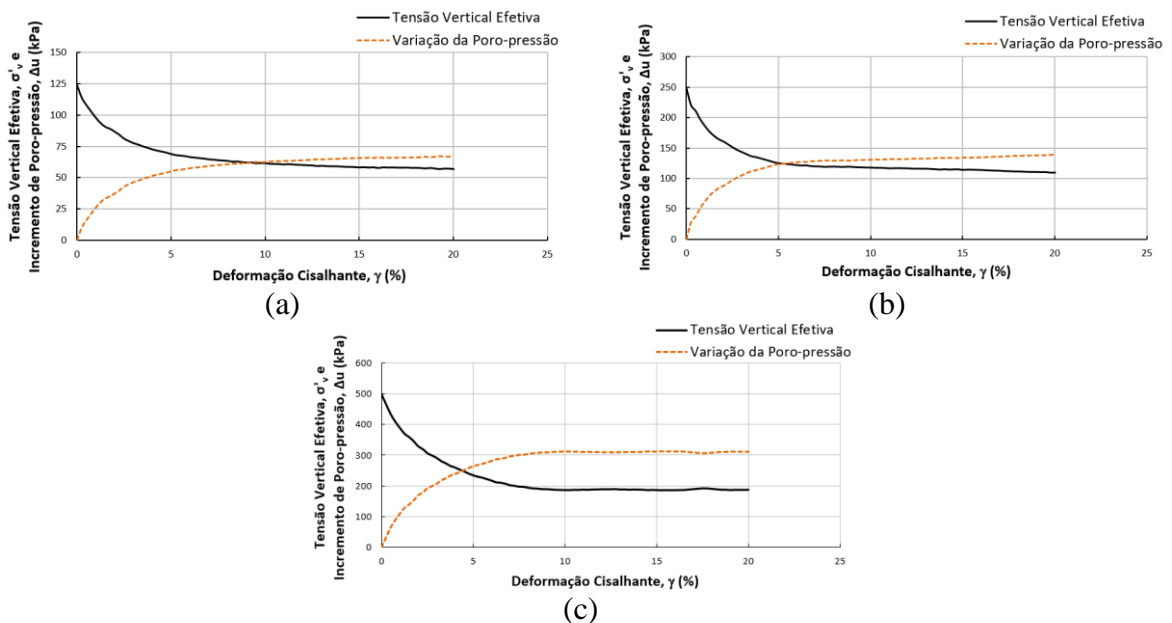 Tensão Vertical Efetiva
Variação da Poro-pressão
Tensão Vertical Efetiva, σ'v e
Incremento de Poro-pressão, Δu (kPa)
150
125
100
75
50
25
0
0 5 10 15 20 25
Deformação Cisalhante, γ (%)
(a)
Tensão Vertical Efetiva
Variação da Poro-pressão
Tensão Vertical Efetiva, σ'v e
Incremento de Poro-pressão, Δu (kPa)
300
250
200
150
100
50
0
0 5 10 15 20 25
Deformação Cisalhante, γ (%)
(b)
Tensão Vertical Efetiva
Variação da Poro-pressão
Tensão Vertical Efetiva, σ'v e
Incremento de Poro-pressão, Δu (kPa)
600
500
400
300
200
100
0
0 5 10 15 20 25
Deformação Cisalhante, γ (%)
(c)